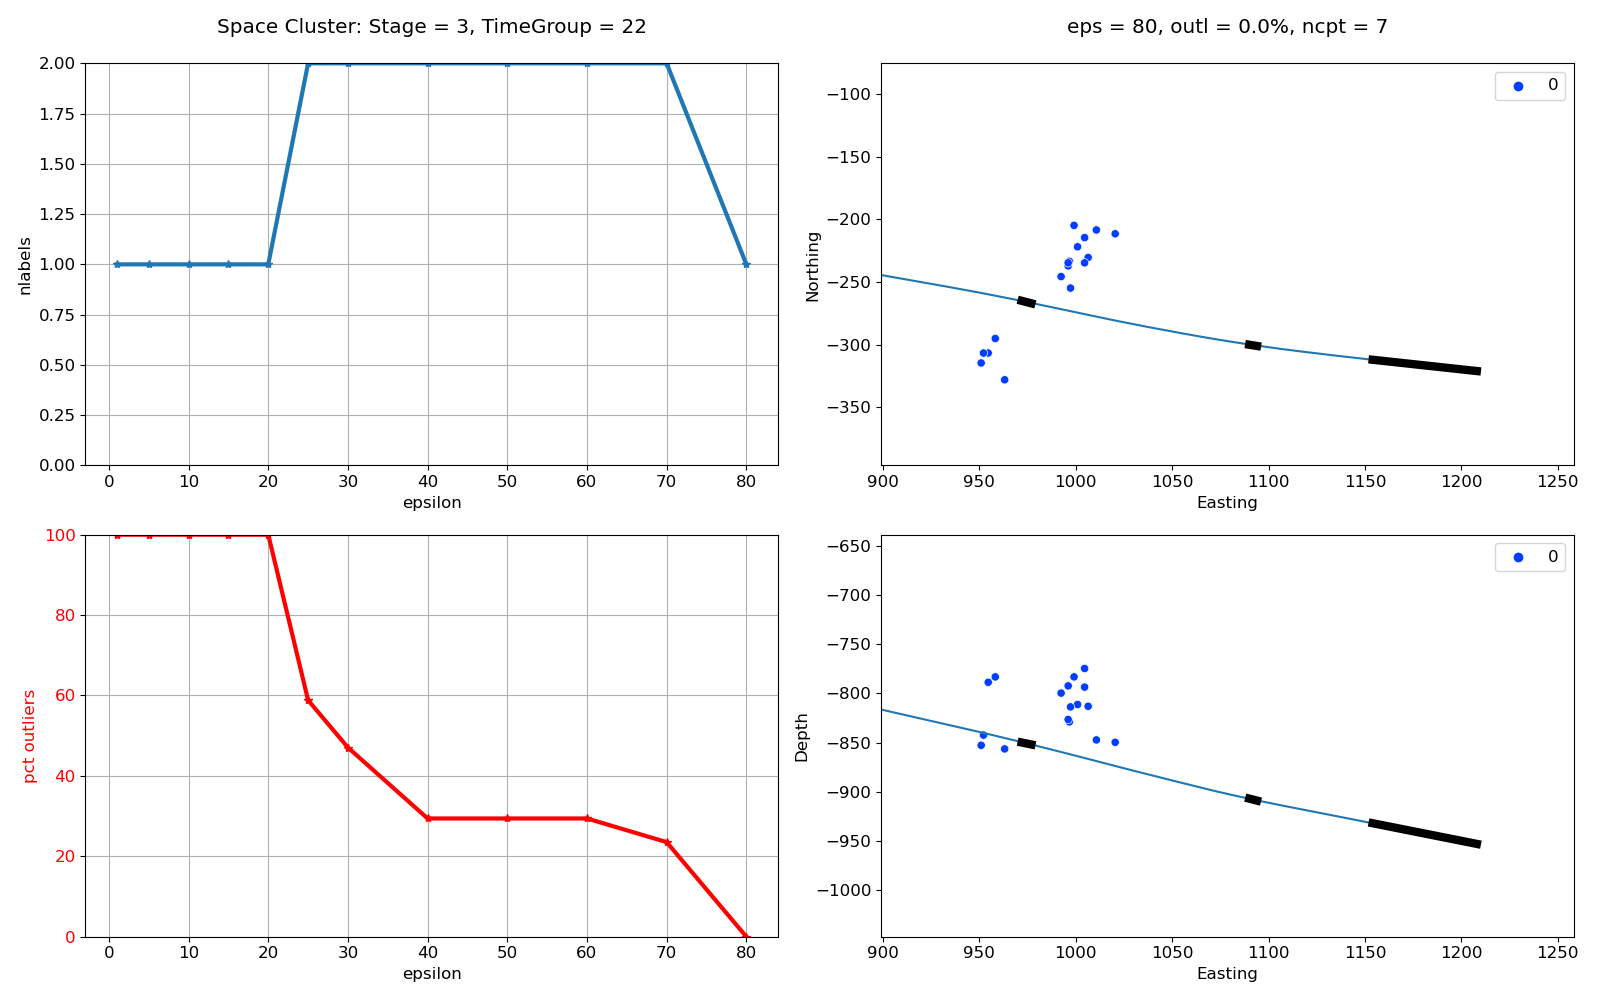 Space Cluster: Stage = 3, TimeGroup = 22
2.00
1.75
1.50
1.25
1.00
0.75
0.50
0.25
0.00
nlabels
0 10 20 30 40 50 60 70 80
epsilon
eps = 80, outl = 0.0%, ncpt = 7
0
−100
−150
−200
−250
−300
−350
Northing
900 950 1000 1050 1100 1150 1200 1250
Easting
100
80
60
40
20
0
pct outliers
0 10 20 30 40 50 60 70 80
epsilon
0
−650
−700
−750
−800
−850
−900
−950
−1000
Depth
900 950 1000 1050 1100 1150 1200 1250
Easting